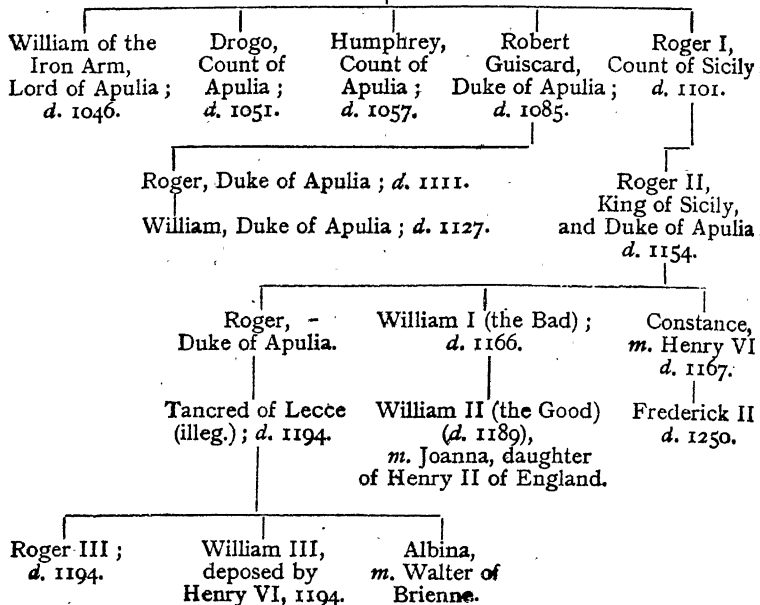 William of the
Iron Arm,
Lord of Apulia ;
d. 1046.
Drogo,
Count of
Apulia ;
d. 1051.
Humphrey,
Count of
Apulia ;
d. 1057.
Robert
Guiscard,
Duke of Apulia ;
d. 1085.
Roger I,
Count of Sicily
d. 1101.
Roger, Duke of Apulia ; d. 1111.
William, Duke of Apulia ; d. 1127.
Roger II,
King of Sicily,
and Duke of Apulia
d. 1154.
Roger, -
Duke of Apulia.
William I (the Bad) ;
d. 1166.
Constance,
m. Henry VI
d. 1167.
Tancred of Lecce
(illeg.) ; d. 1194.
William II (the Good)
(d. 1189),
m. Joanna, daughter
of Henry II of England.
Frederick II
d. 1250.
Roger III ;
d. 1194.
William III,
deposed by
Henry VI, 1194.
Albina,
m. Walter of
Brienne.